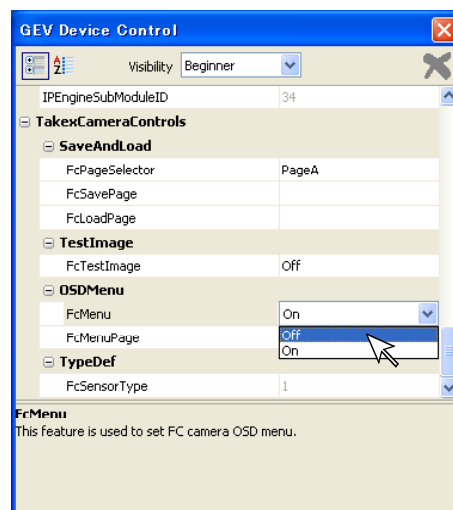 GEV Device Control
Visibility Beginner
IPEngineSubModuleID 34
TakexCameraControls
SaveAndLoad
FcPageSelector PageA
FcSavePage
FcLoadPage
TestImage
FcTestImage Off
OSDMenu
FcMenu On
FcMenuPage Off
On
TypeDef
FcSensorType 1
FcMenu
This feature is used to set FC camera OSD menu.